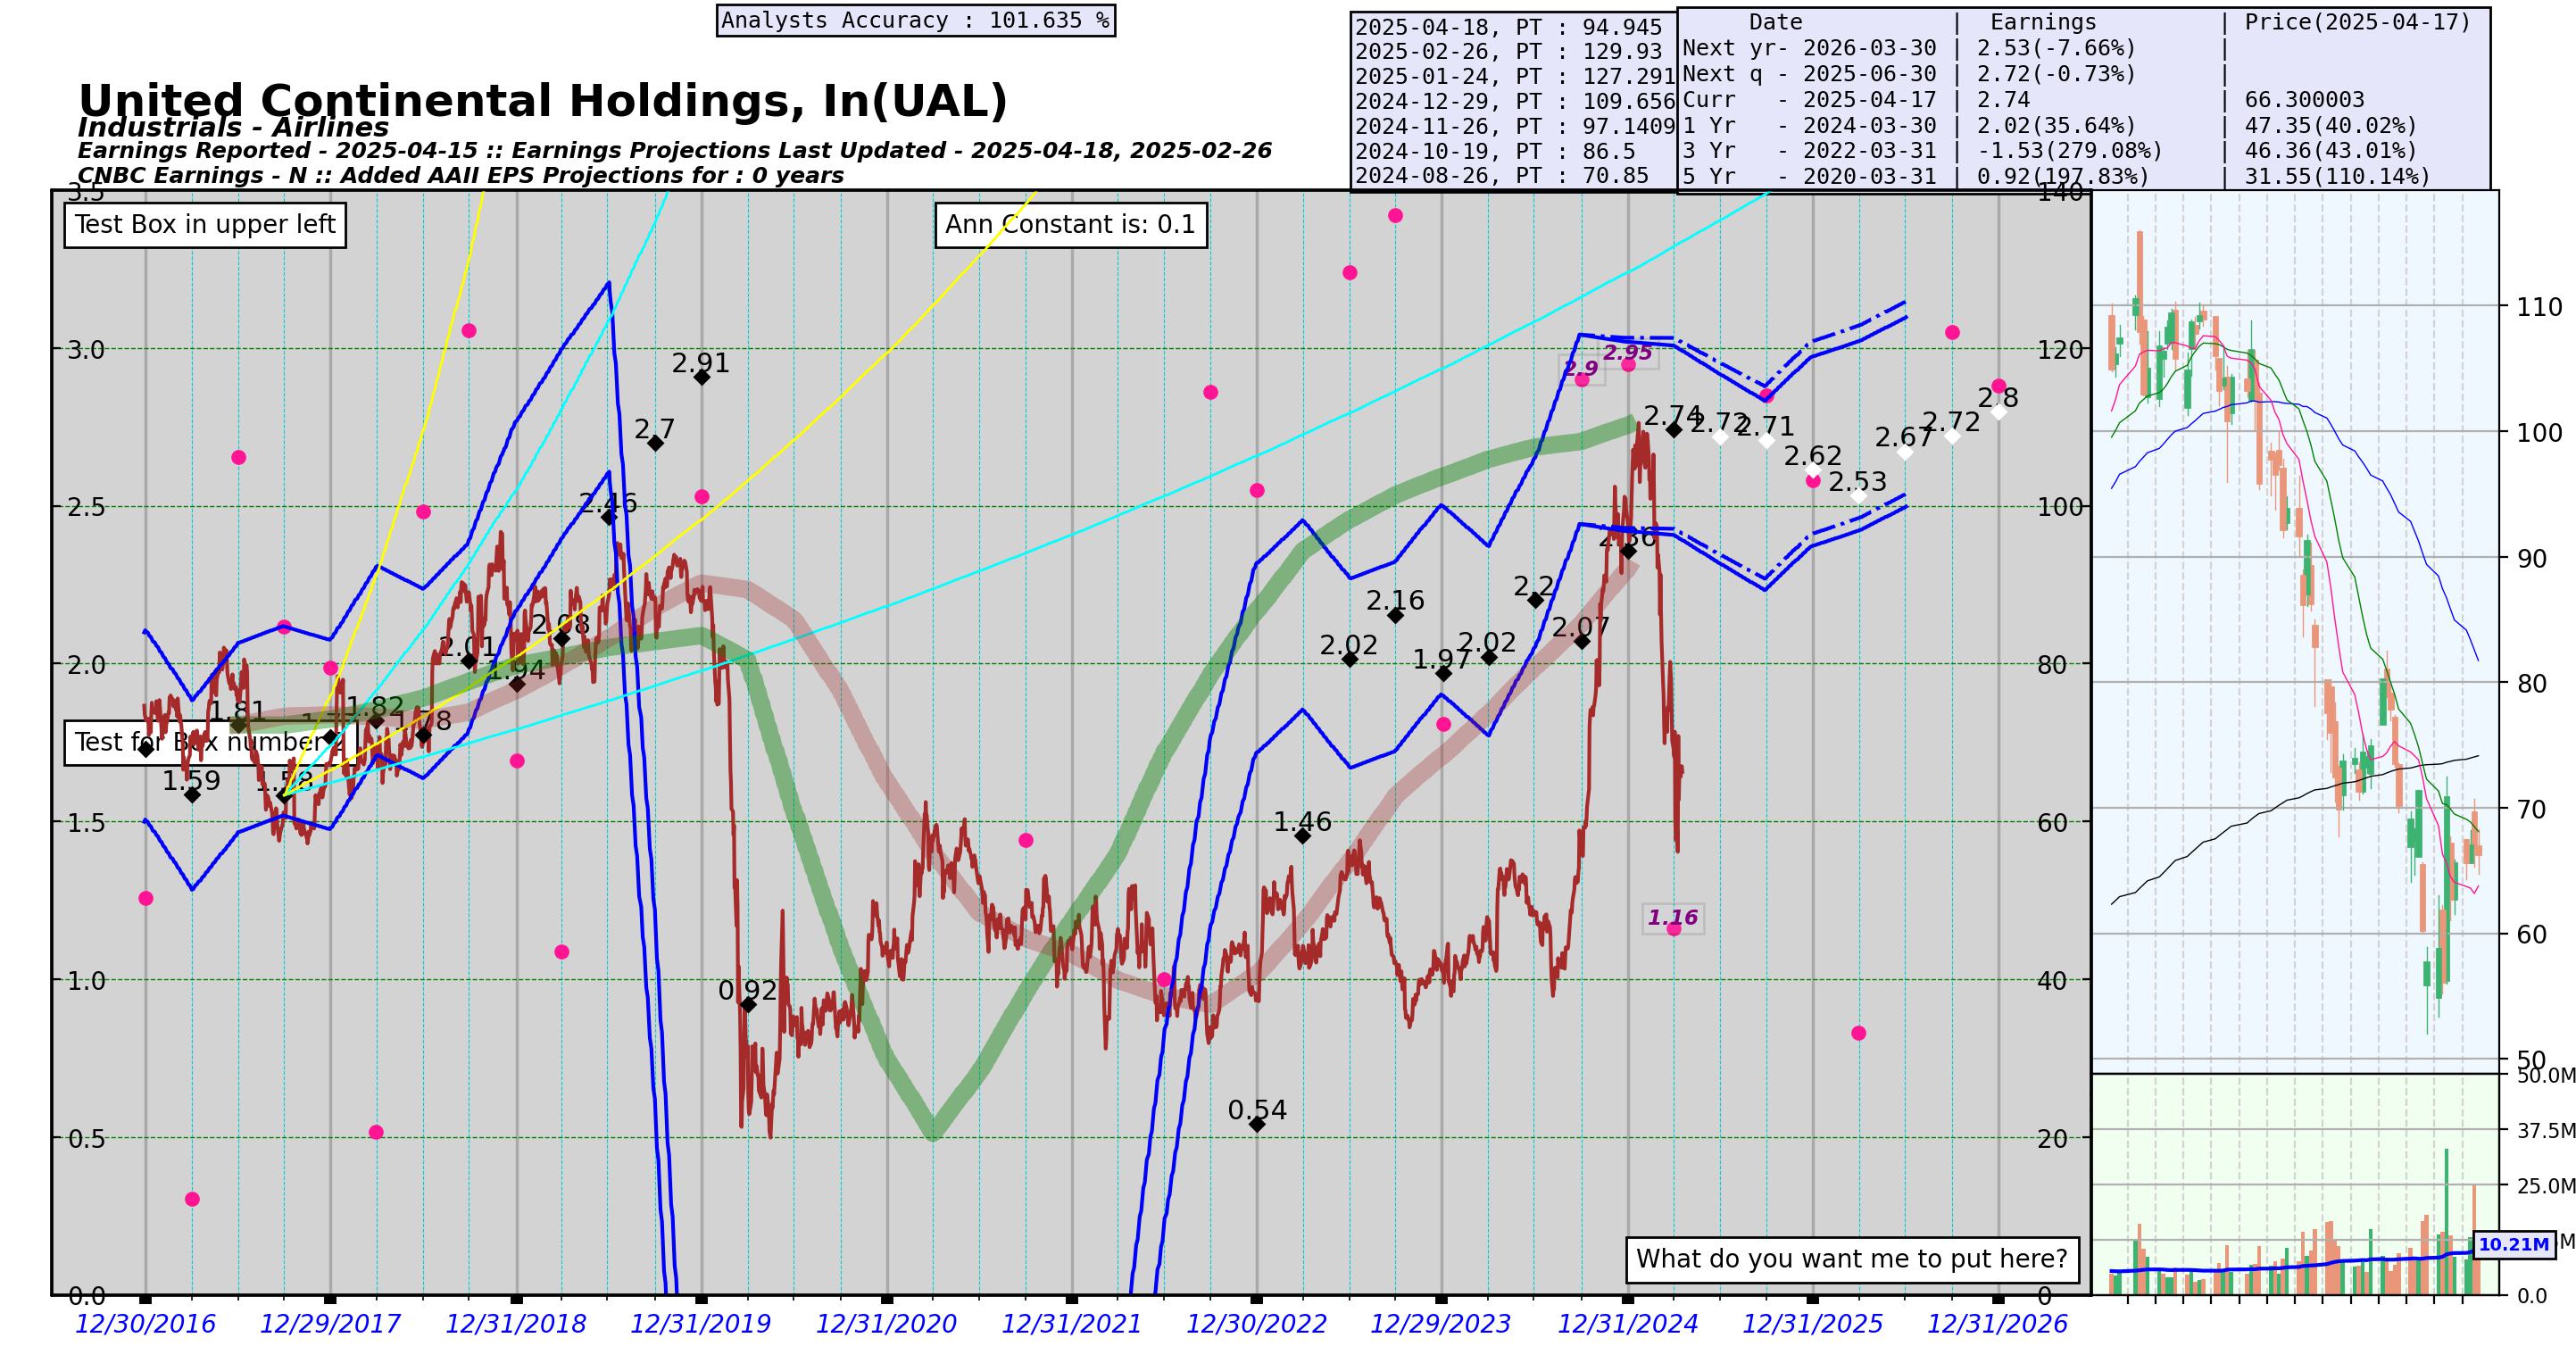 Analysts Accuracy : 101.635 %
United Continental Holdings, In(UAL)
Industrials - Airlines
Earnings Reported - 2025-04-15 :: Earnings Projections Last Updated - 2025-04-18, 2025-02-26
CNBC Earnings - N :: Added AAII EPS Projections for : 0 years
2025-04-18, PT : 94.945
2025-02-26, PT : 129.93
2025-01-24, PT : 127.291
2024-12-29, PT : 109.656
2024-11-26, PT : 97.1409
2024-10-19, PT : 86.5
2024-08-26, PT : 70.85
Date | Earnings | Price(2025-04-17)
Next yr- 2026-03-30 | 2.53(-7.66%) |
Next q - 2025-06-30 | 2.72(-0.73%) |
Curr - 2025-04-17 | 2.74 | 66.300003
1 Yr - 2024-03-30 | 2.02(35.64%) | 47.35(40.02%)
3 Yr - 2022-03-31 | -1.53(279.08%) | 46.36(43.01%)
5 Yr - 2020-03-31 | 0.92(197.83%) | 31.55(110.14%)
Test Box in upper left
Ann Constant is: 0.1
Test for Box number 2
What do you want me to put here?
3.5
3.0
2.5
2.0
1.5
1.0
0.5
0.0
1.59
1.81
1.58
1.82
1.78
2.01
1.94
2.08
2.46
2.7
2.91
0.92
0.54
1.46
2.02
2.16
1.97
2.02
2.2
2.07
2.36
2.74
2.72
2.71
2.62
2.53
2.67
2.72
2.8
2.9
2.95
1.16
140
120
100
80
60
40
20
0
110
100
90
80
70
60
50
50.0M
37.5M
25.0M
10.21M
0.0
12/30/2016
12/29/2017
12/31/2018
12/31/2019
12/31/2020
12/31/2021
12/30/2022
12/29/2023
12/31/2024
12/31/2025
12/31/2026